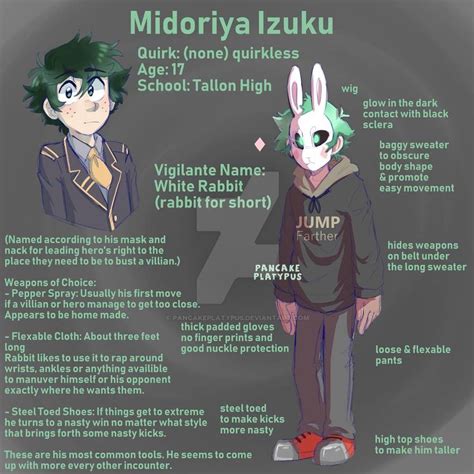 Midoriya Izuku
Quirk: (none) quirkless
Age: 17
School: Tallon High
Vigilante Name:
White Rabbit
(rabbit for short)
(Named according to his mask and
nack for leading hero's right to the
place they need to be to bust a villian.)
Weapons of Choice:
- Pepper Spray: Usually his first move
if a villian or hero manage to get too close.
Appears to be home made.
- Flexible Cloth: About three feet
long
Rabbit likes to use it to rap around
wrists, ankles or anything availible
to manuver himself or his opponent
exactly where he wants them.
- Steel Toed Shoes: If things get to extreme
he turns to a nasty win no matter what style
that brings forth some nasty kicks.
These are his most common tools. He seems to come
up with more every other incounter.
wig
glow in the dark
contact with black
sclera
baggy sweater
to obscure
body shape
& promote
easy movement
JUMP
Farther
PANCAKE
PLATYPUS
hides weapons
on belt
under the
long sweater
© PANCAKEPLATYPUS.DEVIANTART.COM
thick padded gloves
no finger prints and
good nuckle protection
loose & flexable
pants
steel toed
to make kicks
more nasty
high top shoes
to make him taller